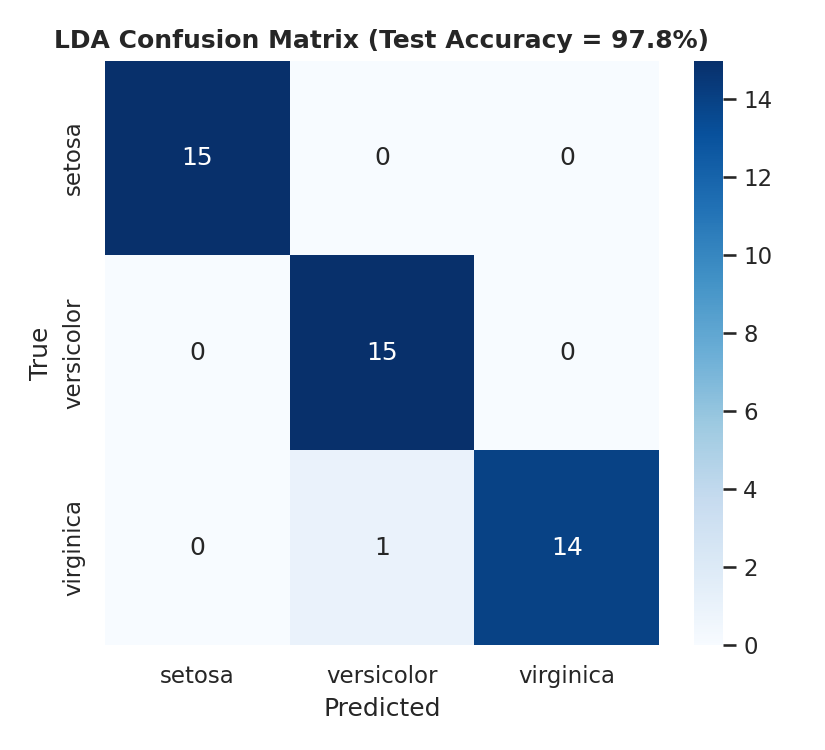 LDA Confusion Matrix (Test Accuracy = 97.8%)
setosa
15
0
0
versicolor
0
15
0
virginica
0
1
14
True
setosa
versicolor
virginica
Predicted
14
12
10
8
6
4
2
0